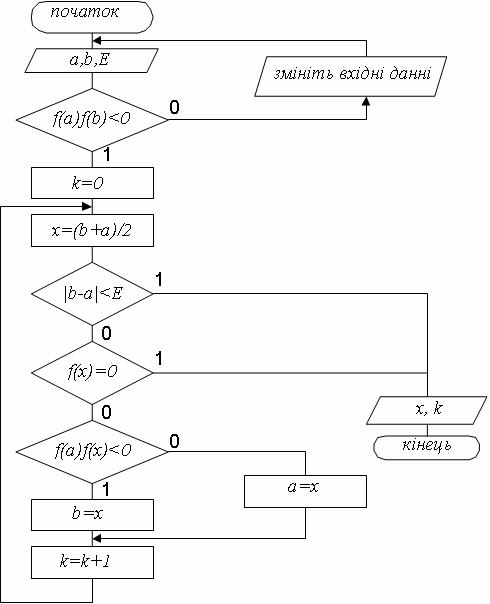 початок
a,b,E
змініть вхідні данні
f(a)f(b)<0
0
1
k=0
x=(b+a)/2
|b-a|<E
1
0
f(x)=0
1
0
x, k
f(a)f(x)<0
0
кінець
1
a=x
b=x
k=k+1